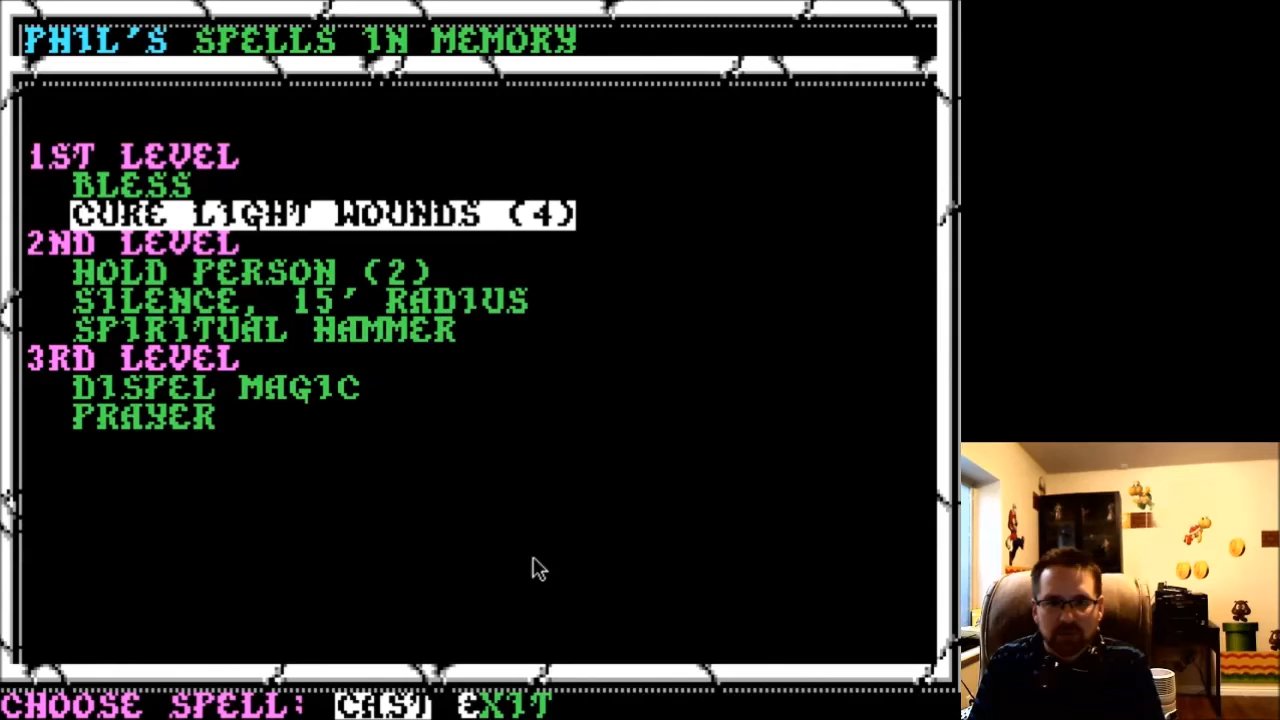 PHIL'S SPELLS IN MEMORY
1ST LEVEL
BLESS
CURE LIGHT WOUNDS (4)
2ND LEVEL
HOLD PERSON (2)
SILENCE, 15' RADIUS
SPIRITUAL HAMMER
3RD LEVEL
DISPEL MAGIC
PRAYER
CHOOSE SPELL: CAST EXIT